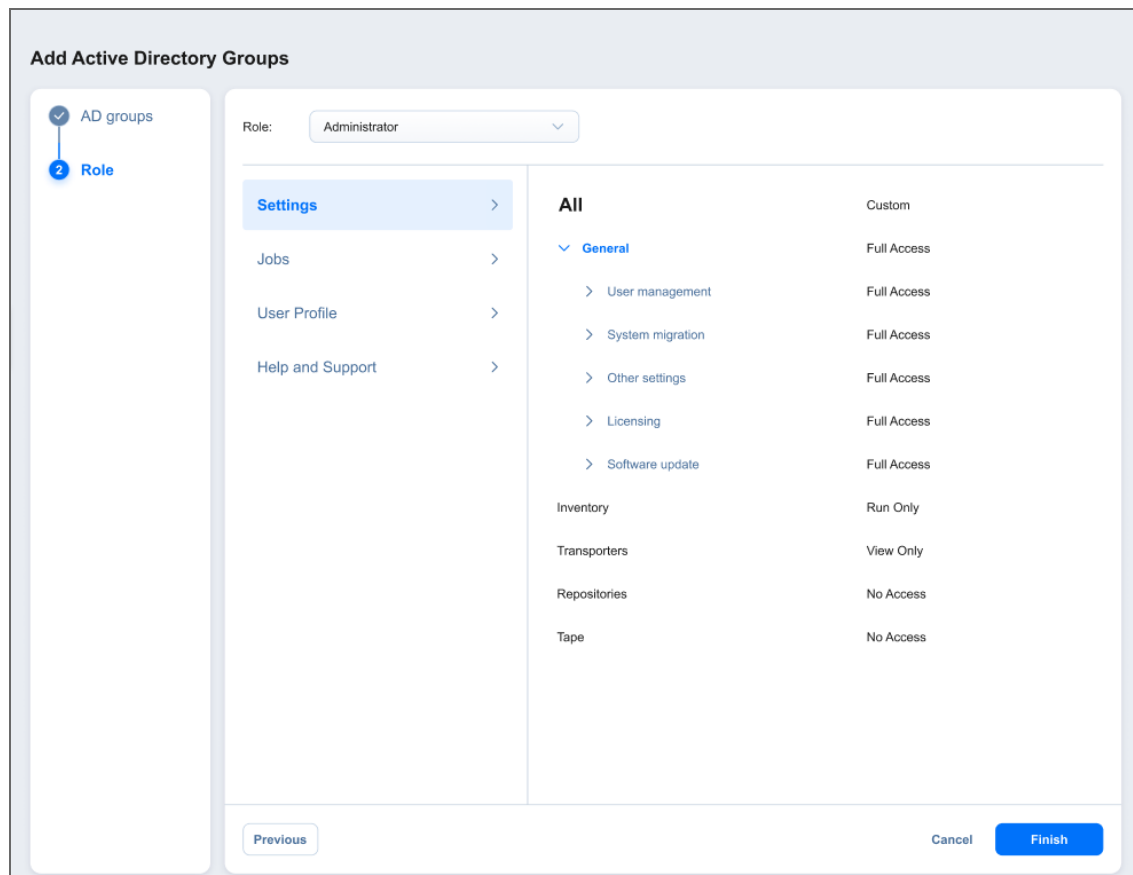 Add Active Directory Groups
AD groups
2 Role
Role: Administrator
Settings
Jobs
User Profile
Help and Support
All Custom
General Full Access
User management Full Access
System migration Full Access
Other settings Full Access
Licensing Full Access
Software update Full Access
Inventory Run Only
Transporters View Only
Repositories No Access
Tape No Access
Previous Cancel Finish